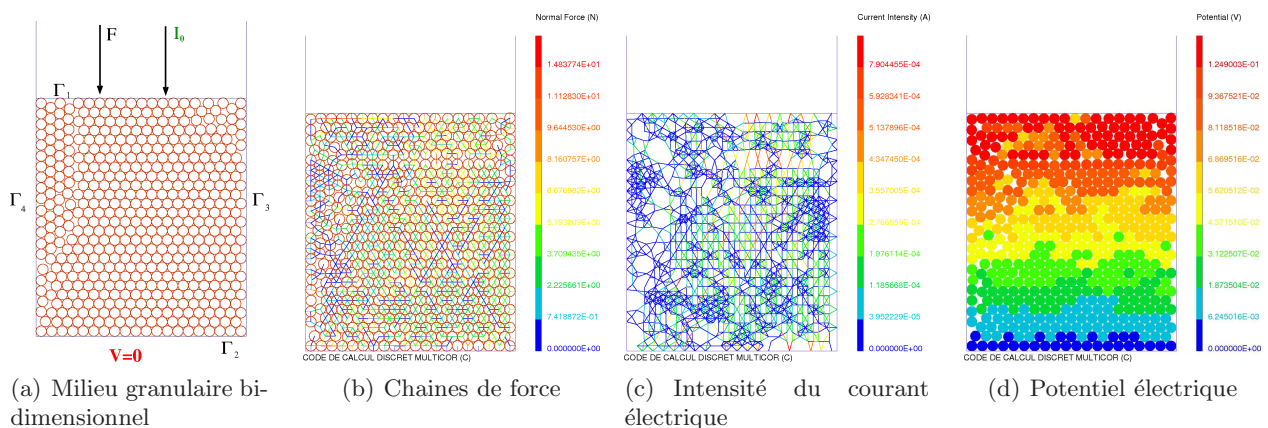 F
I0
Γ1
Γ4
Γ3
Γ2
V=0
(a) Milieu granulaire bi-
dimensionnel
Normal Force (N)
1.483774E+01
1.112830E+01
9.644530E+00
8.160757E+00
3.709435E+00
2.225661E+00
7.418872E-01
0.000000E+00
CODE DE CALCUL DISCRET MULTICOR (C)
(b) Chaines de force
Current Intensity (A)
7.904455E-04
5.928341E-04
5.137896E-04
4.347450E-04
1.976114E-04
1.185668E-04
3.952229E-05
0.000000E+00
CODE DE CALCUL DISCRET MULTICOR (C)
(c) Intensité du courant
électrique
Potential (V)
1.249003E-01
9.367521E-02
8.118518E-02
6.869516E-02
5.620512E-02
3.122507E-02
1.873504E-02
6.245016E-03
0.000000E+00
CODE DE CALCUL DISCRET MULTICOR (C)
(d) Potentiel électrique